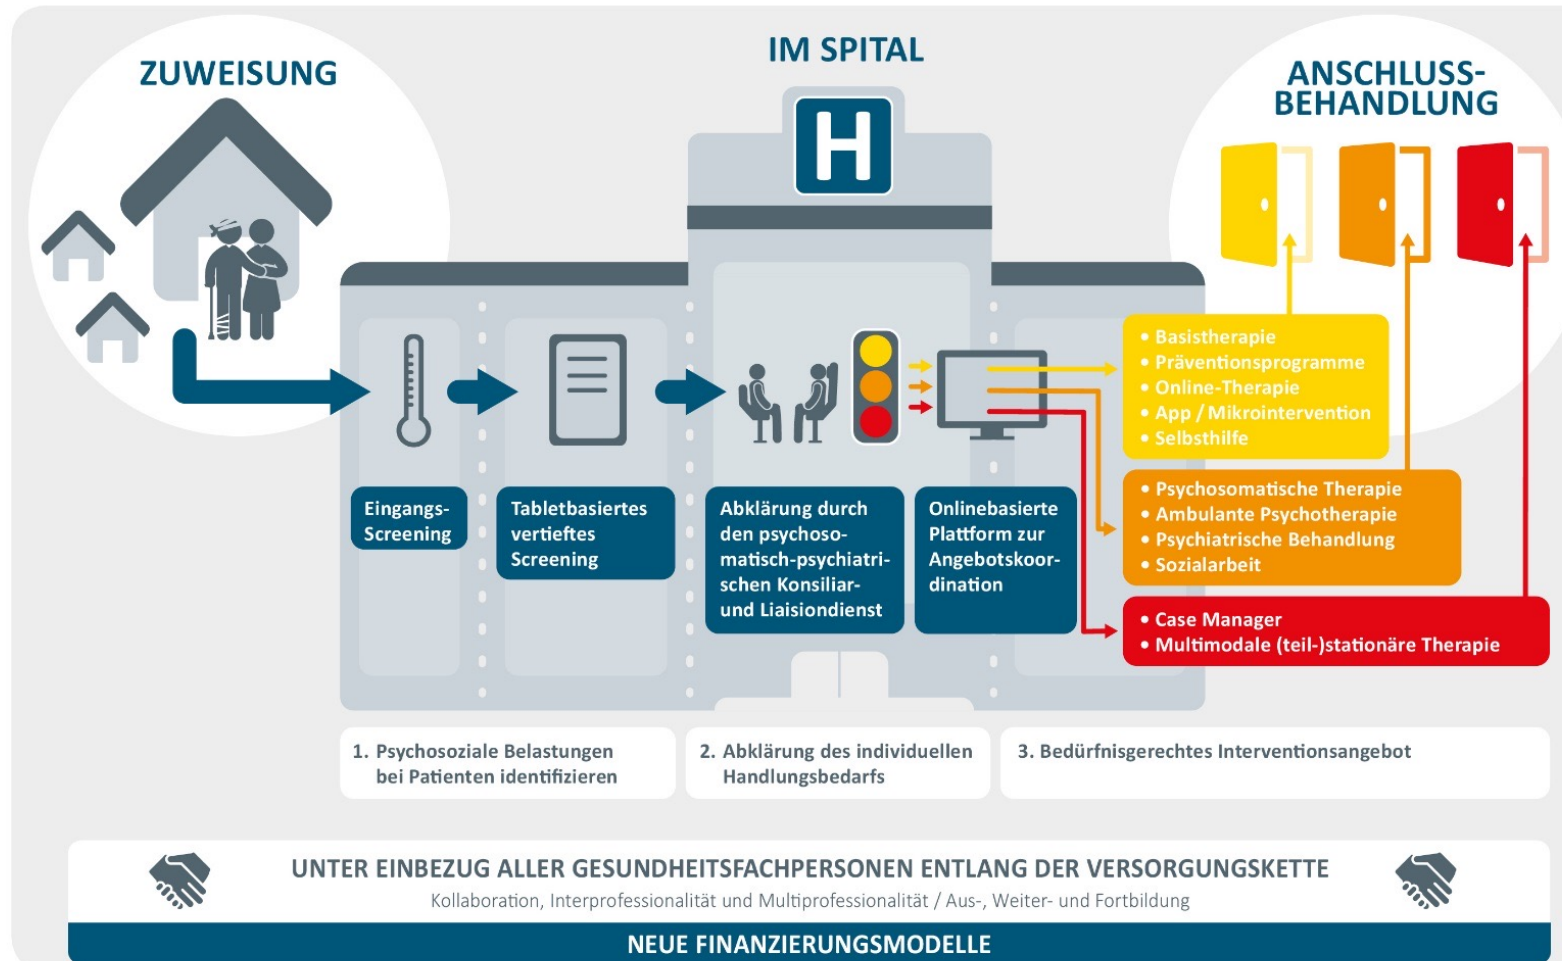 ZUWEISUNG
IM SPITAL
H
ANSCHLUSS-
BEHANDLUNG
• Basistherapie
• Präventionsprogramme
• Online-Therapie
• App / Mikrointervention
• Selbsthilfe
• Psychosomatische Therapie
• Ambulante Psychotherapie
• Psychiatrische Behandlung
• Sozialarbeit
• Case Manager
• Multimodale (teil-)stationäre Therapie
Eingangs-
Screening
Tabletbasiertes
vertieftes
Screening
Abklärung durch
den psychoso-
matisch-psychiatri-
schen Konsiliar-
und Liaisiondienst
Onlinebasierte
Plattform zur
Angebotskoor-
dination
1. Psychosoziale Belastungen
bei Patienten identifizieren
2. Abklärung des individuellen
Handlungsbedarfs
3. Bedürfnisgerechtes Interventionsangebot
UNTER EINBEZUG ALLER GESUNDHEITSFACHPERSONEN ENTLANG DER VERSORGUNGSKETTE
Kollaboration, Interprofessionalität und Multiprofessionalität / Aus-, Weiter- und Fortbildung
NEUE FINANZIERUNGSMODELLE